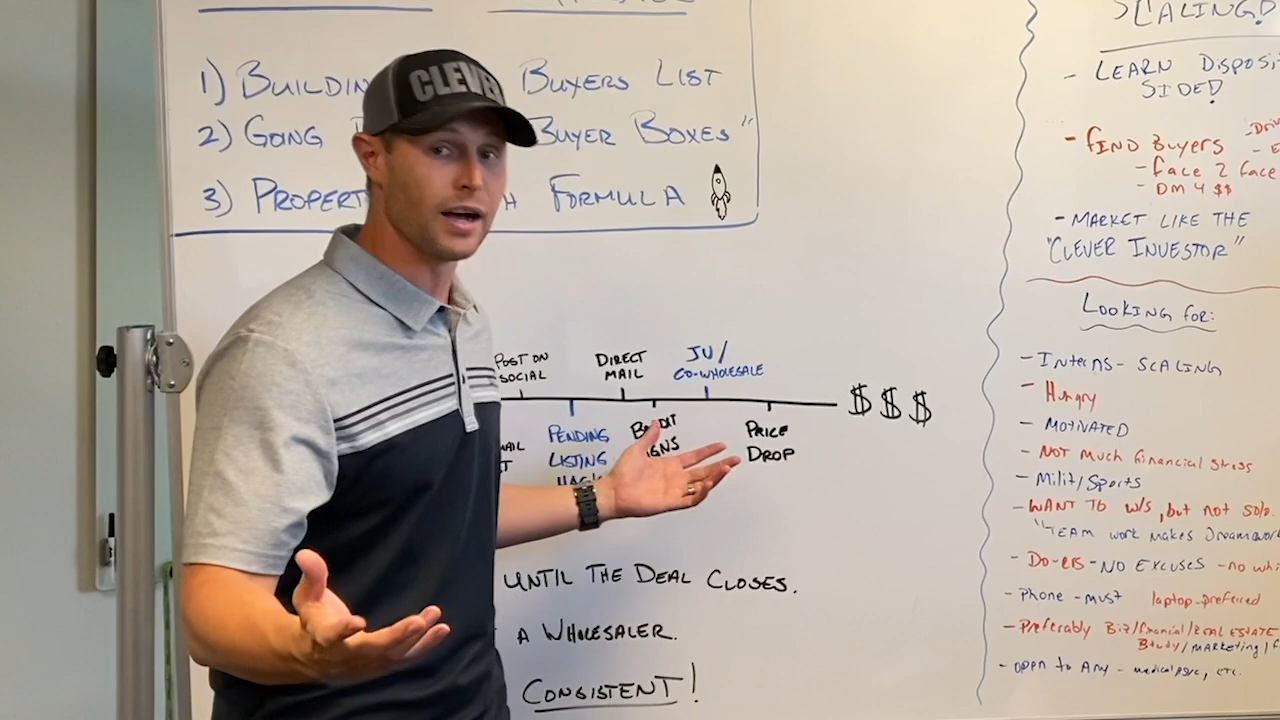 1) BUILDIN BUYERS LIST
2) GOING BUYER BOXES"
3) PROPERT H FORMULA
CLEVER
POST ON
SOCIAL
DIRECT
MAIL
JV/
CO-WHOLESALE
$ $ $
PENDING
LISTING
PRICE
DROP
UNTIL THE DEAL CLOSES.
A WHOLESALER.
CONSISTENT!
SCALING?
- LEARN DISPOSI
SIDE!
- FIND BUYERS
- Face 2 Face
- DM 4 $$
- MARKET LIKE THE
"CLEVER INVESTOR"
LOOKING FOR:
- INTERNS - SCALING
- Hungry
- MOTIVATED
- NOT Much financial stress
- Milit/Sports
- WANT TO w/s, but not solo.
"TEAM work makes Dreamwork
- Do-ers - NO EXCUSES - no whi
- Phone - must laptop-preferred
- Preferably Biz/financial/REAL ESTATE
Study/MARKETING/
- OPEN to Any - medical, etc.